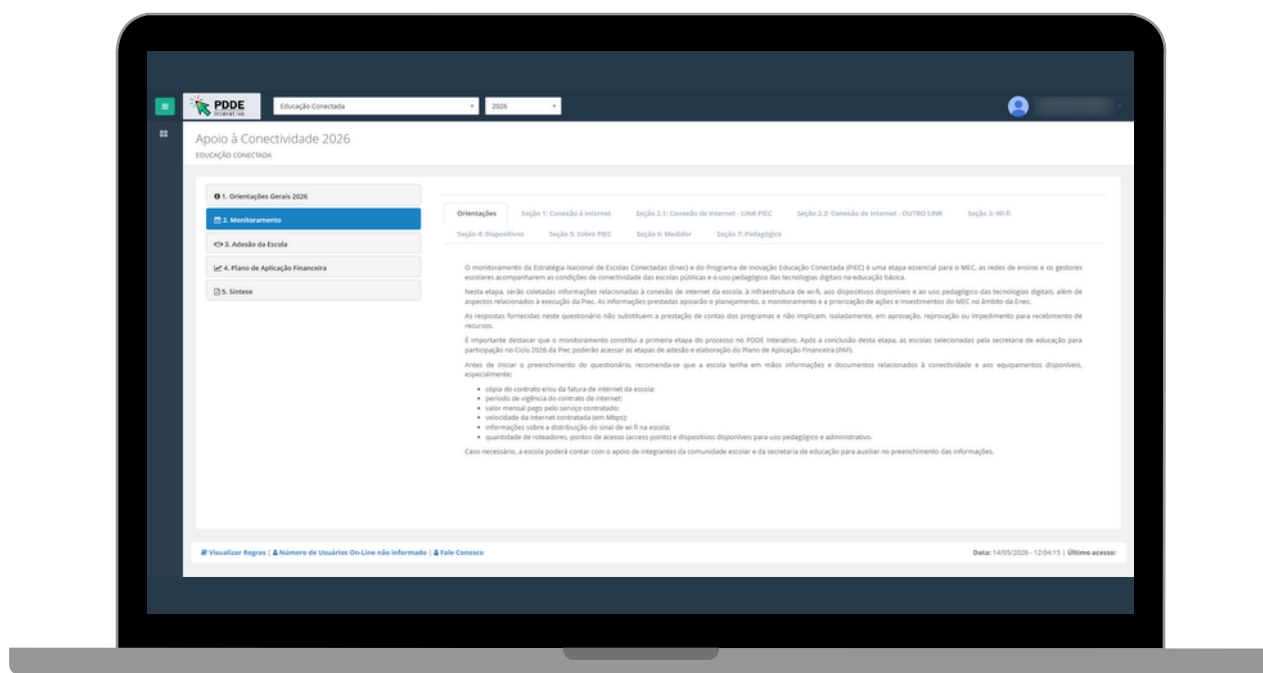 PDDE
Interativo
Educação Conectada
2026
Apoio à Conectividade 2026
EDUCAÇÃO CONECTADA
1. Orientações Gerais 2026
2. Monitoramento
3. Adesão da Escola
4. Plano de Aplicação Financeira
5. Síntese
Orientações Seção 1: Conexão à internet Seção 2.1: Conexão de Internet - LINK PIEC Seção 2.2: Conexão de Internet - OUTRO LINK Seção 3: Wi-fi
Seção 4: Dispositivos Seção 5: Sobre PIEC Seção 6: Medidor Seção 7: Pedagógico
O monitoramento da Estratégia Nacional de Escolas Conectadas (Enec) e do Programa de Inovação Educação Conectada (PIEC) é uma etapa essencial para o MEC, as redes de ensino e os gestores
escolares acompanharem as condições de conectividade das escolas públicas e o uso pedagógico das tecnologias digitais na educação básica.
Nesta etapa, serão coletadas informações relacionadas à conexão de internet da escola, à infraestrutura de wi-fi, aos dispositivos disponíveis e ao uso pedagógico das tecnologias digitais, além de
aspectos relacionados à execução da Piec. As informações prestadas apoiarão o planejamento, o monitoramento e a priorização de ações e investimentos do MEC no âmbito da Enec.
As respostas fornecidas neste questionário não substituem a prestação de contas dos programas e não implicam, isoladamente, em aprovação, reprovação ou impedimento para recebimento de
recursos.
É importante destacar que o monitoramento constitui a primeira etapa do processo no PDDE Interativo. Após a conclusão desta etapa, as escolas selecionadas pela secretaria de educação para
participação no Ciclo 2026 da Piec poderão acessar as etapas de adesão e elaboração do Plano de Aplicação Financeira (PAF).
Antes de iniciar o preenchimento do questionário, recomenda-se que a escola tenha em mãos informações e documentos relacionados à conectividade e aos equipamentos disponíveis,
especialmente:
cópia do contrato e/ou da fatura de internet da escola;
período de vigência do contrato de internet;
valor mensal pago pelo serviço contratado;
velocidade da internet contratada (em Mbps);
informações sobre a distribuição do sinal de wi-fi na escola;
quantidade de roteadores, pontos de acesso (access points) e dispositivos disponíveis para uso pedagógico e administrativo.
Caso necessário, a escola poderá contar com o apoio de integrantes da comunidade escolar e da secretaria de educação para auxiliar no preenchimento das informações.
Visualizar Regras | Número de Usuários On-Line não informado | Fale Conosco
Data: 14/05/2026 - 12:04:15 | Último acesso: